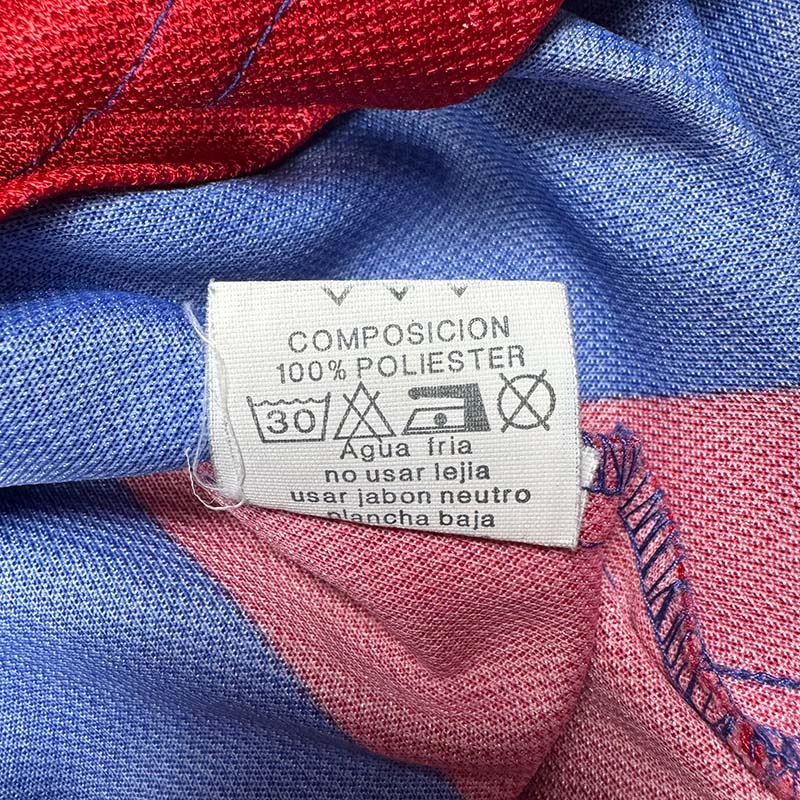 COMPOSICION
100% POLIESTER
30
Agua fria
no usar lejia
usar jabon neutro
plancha baja